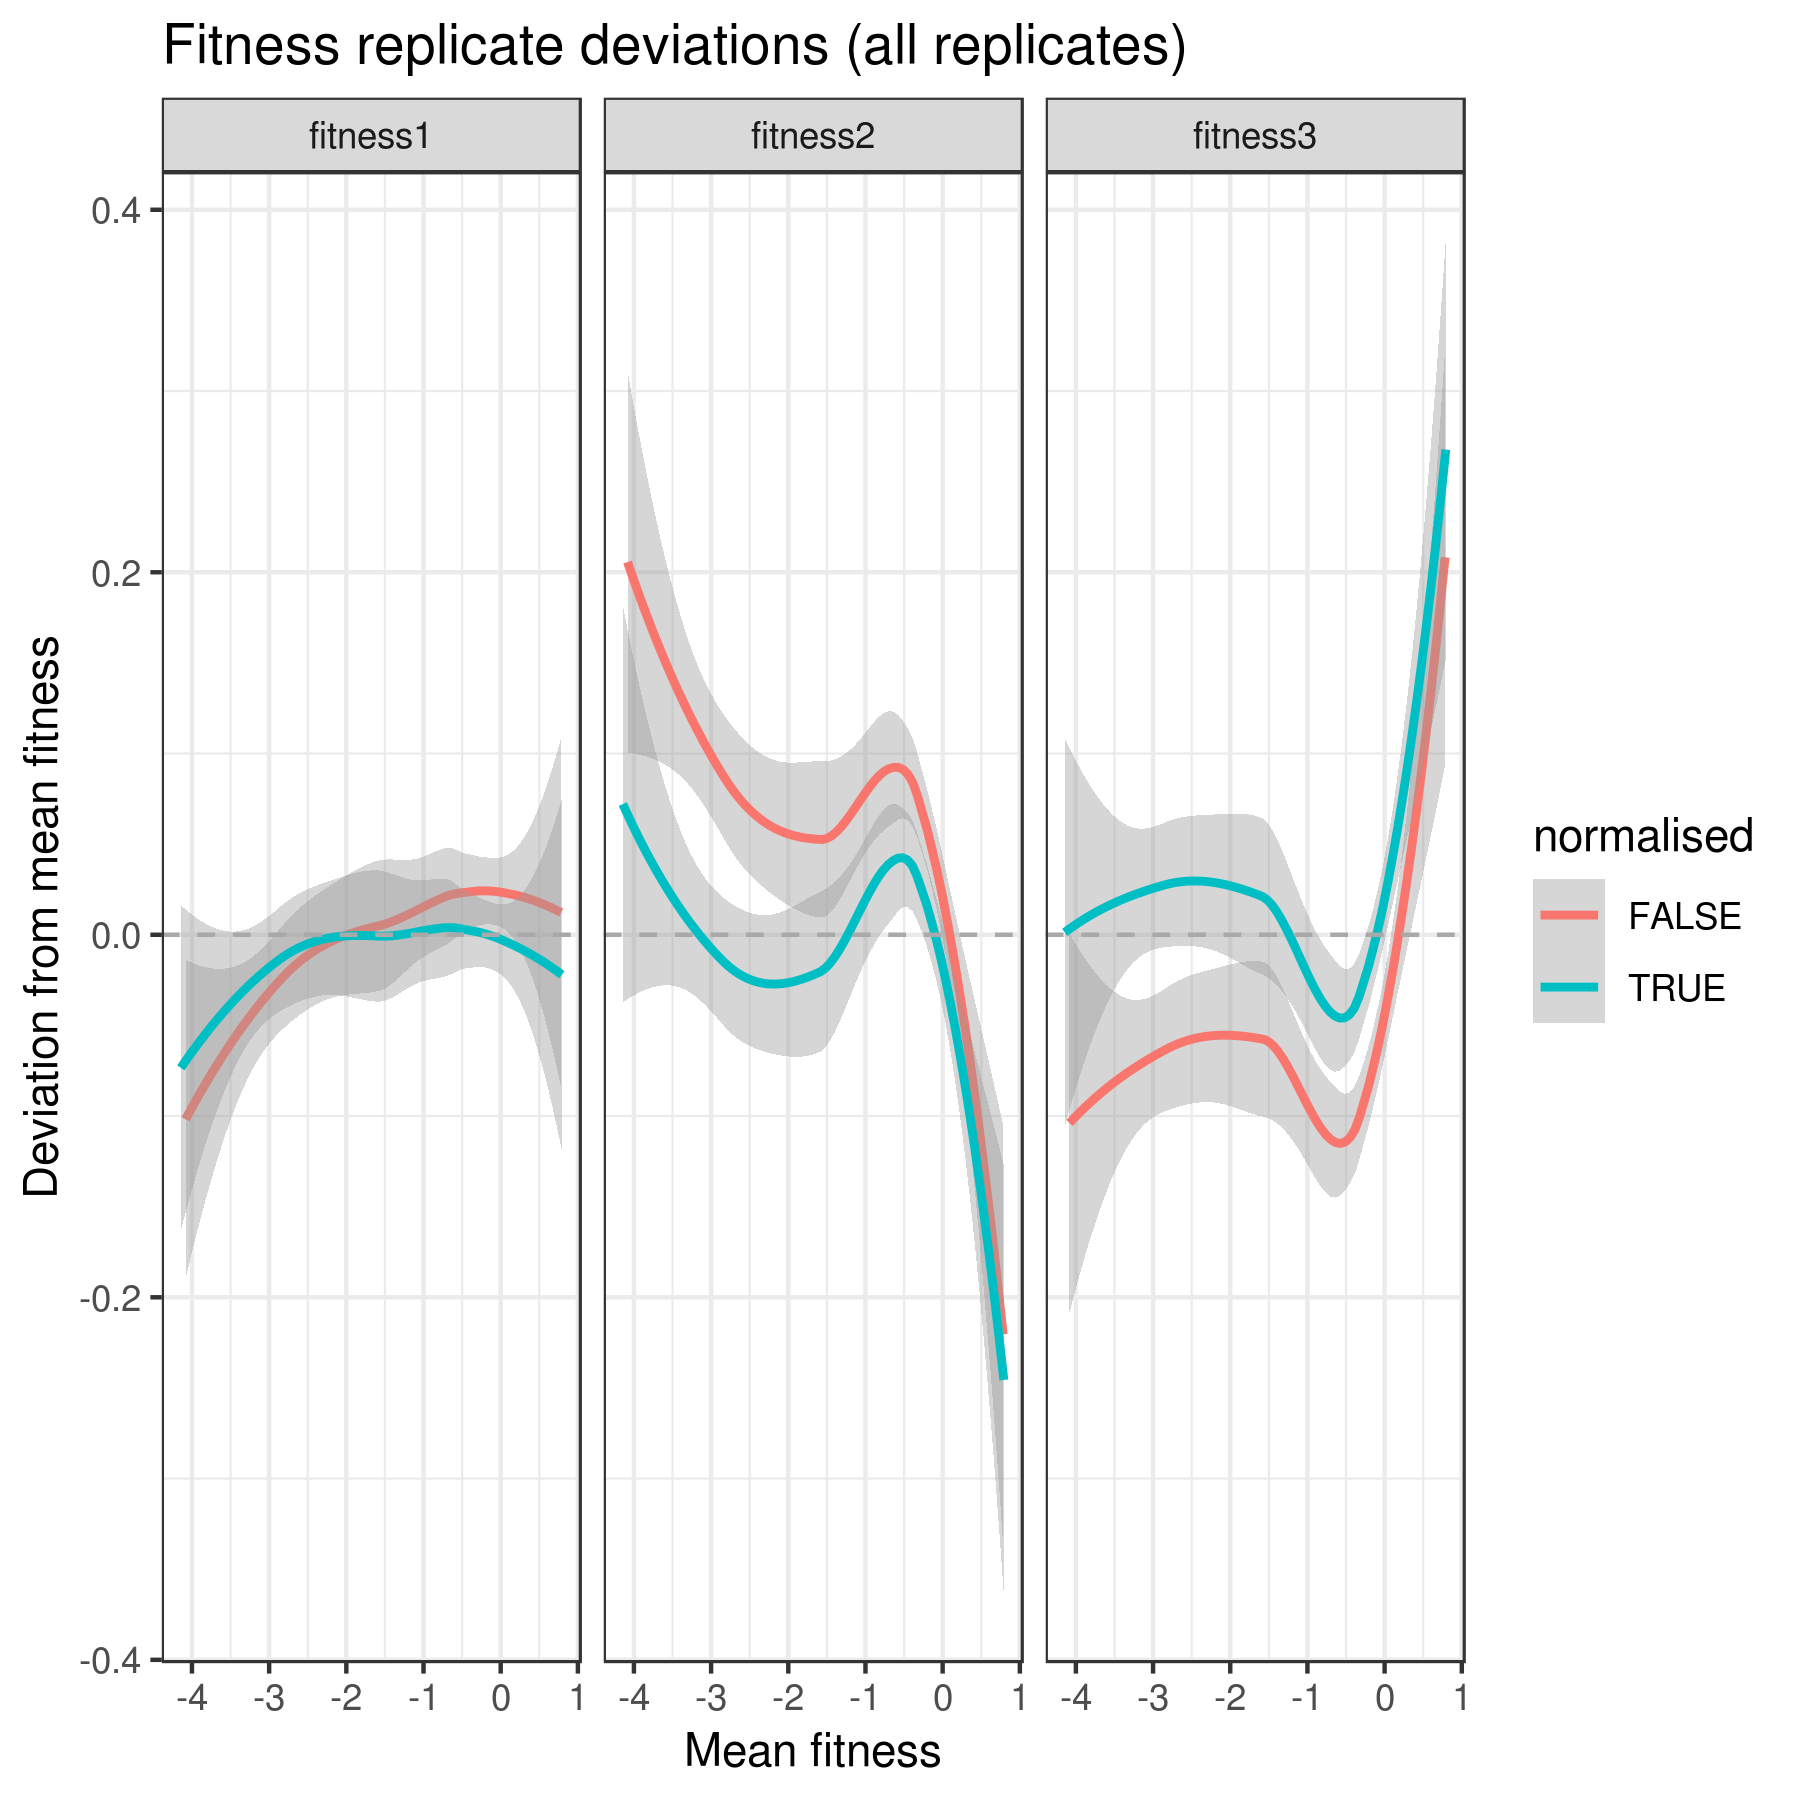 Fitness replicate deviations (all replicates)
fitness1 fitness2 fitness3
0.4
0.2
0.0
-0.2
-0.4
Deviation from mean fitness
-4 -3 -2 -1 0 1 -4 -3 -2 -1 0 1 -4 -3 -2 -1 0 1
Mean fitness
normalised
FALSE
TRUE